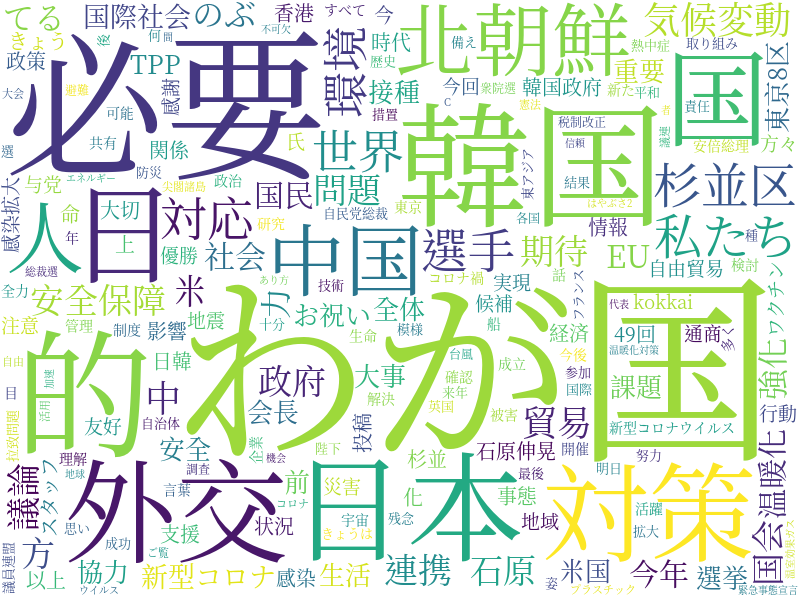 必要
わが国
韓国
的
外交
日本
対策
中国
北朝鮮
国
人
日
対応
選手
私たち
杉並区
世界
環境
気候変動
問題
貿易
温暖化
国会
議論
安全保障
EU
期待
政府
国民
社会
米
力
連携
石原
今年
米国
選挙
新型コロナ
協力
生活
感染
支援
以上
方
スタッフ
友好
安全
会長
中
大事
お祝い
全体
国際社会
のぶ
てる
きょう
政策
TPP
感謝
香港
すべて
今
時代
歴史
接種
措置
今回
衆院選
韓国政府
重要
備え
熱中症
取り組み
新た
平和
憲法
責任
者
東京8区
方々
税制改正
信頼
安倍総理
議連
東アジア
結果
はやぶさ2
各国
情報
自由貿易
検討
種
ワクチン
強化
実現
話
フランス
候補
代表
kokkai
49回
温暖化対策
通商
多く
経済
課題
行動
新型コロナウイルス
努力
明日
開催
活躍
拡大
参加
国際
今後
台風
成立
船
模様
生命
コロナ禍
技術
十分
あり方
確認
来年
解決
英国
被害
石原伸晃
最後
事態
地域
杉並
化
投稿
陛下
残念
宇宙
きょうは
災害
前
状況
企業
機会
調査
言葉
理解
思い
成功
ご覧
ウイルス
コロナ
地球
議員連盟
拉致問題
自治体
日韓
影響
制度
管理
地震
注意
全力
自由
目
活用
加速
総裁選
年
命
感染拡大
与党
エネルギー
尖閣諸島
政治
防災
共有
可能
避難
大会
選
後
何
間
不可欠
関係
氏
大切
上
優勝
研究
自民党総裁
東京
C
姿
プラスチック
温室効果ガス
緊急事態宣言